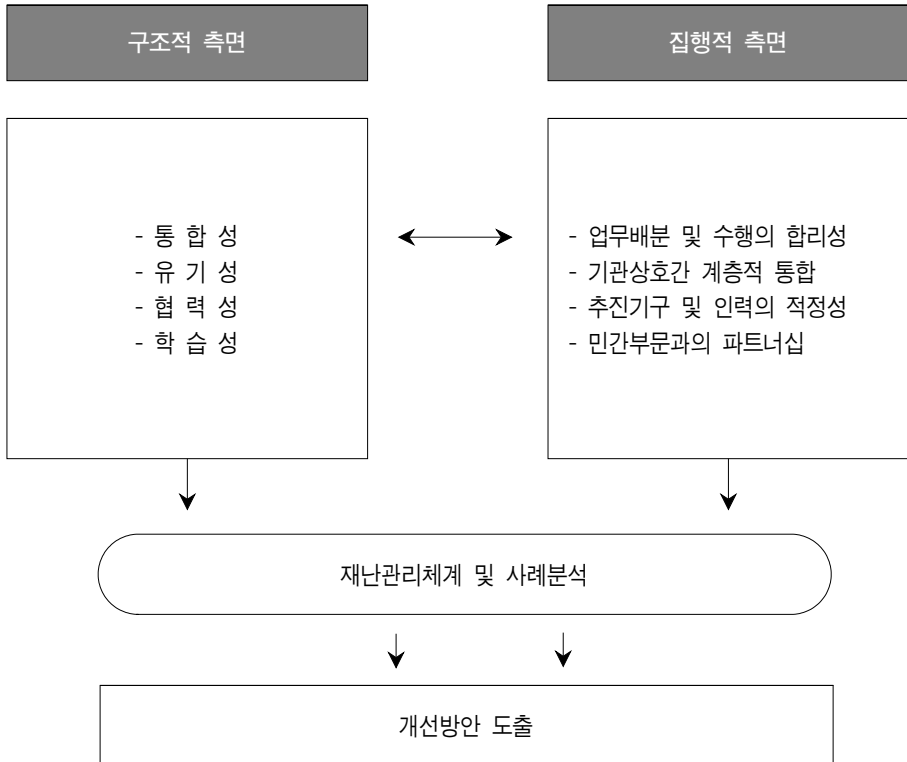 구조적 측면
집행적 측면
- 통 합 성
- 유 기 성
- 협 력 성
- 학 습 성
- 업무배분 및 수행의 합리성
- 기관상호간 계층적 통합
- 추진기구 및 인력의 적정성
- 민간부문과의 파트너십
재난관리체계 및 사례분석
개선방안 도출